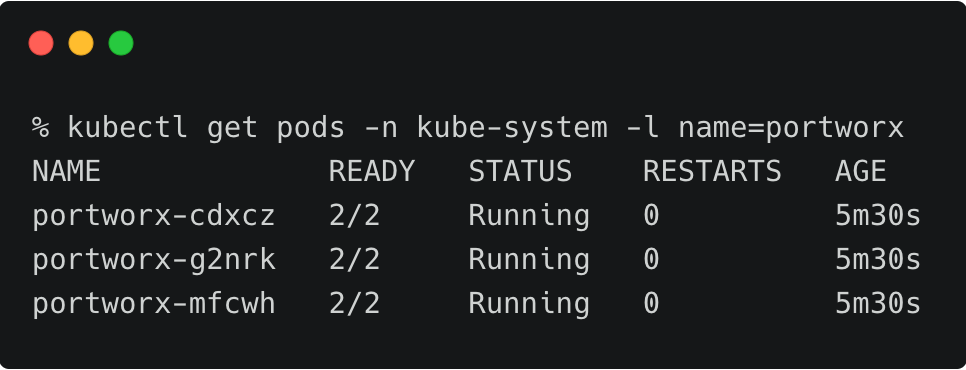 % kubectl get pods -n kube-system -l name=portworx
NAME             READY   STATUS    RESTARTS   AGE
portworx-cdxcz   2/2     Running   0          5m30s
portworx-g2nrk   2/2     Running   0          5m30s
portworx-mfcwh   2/2     Running   0          5m30s